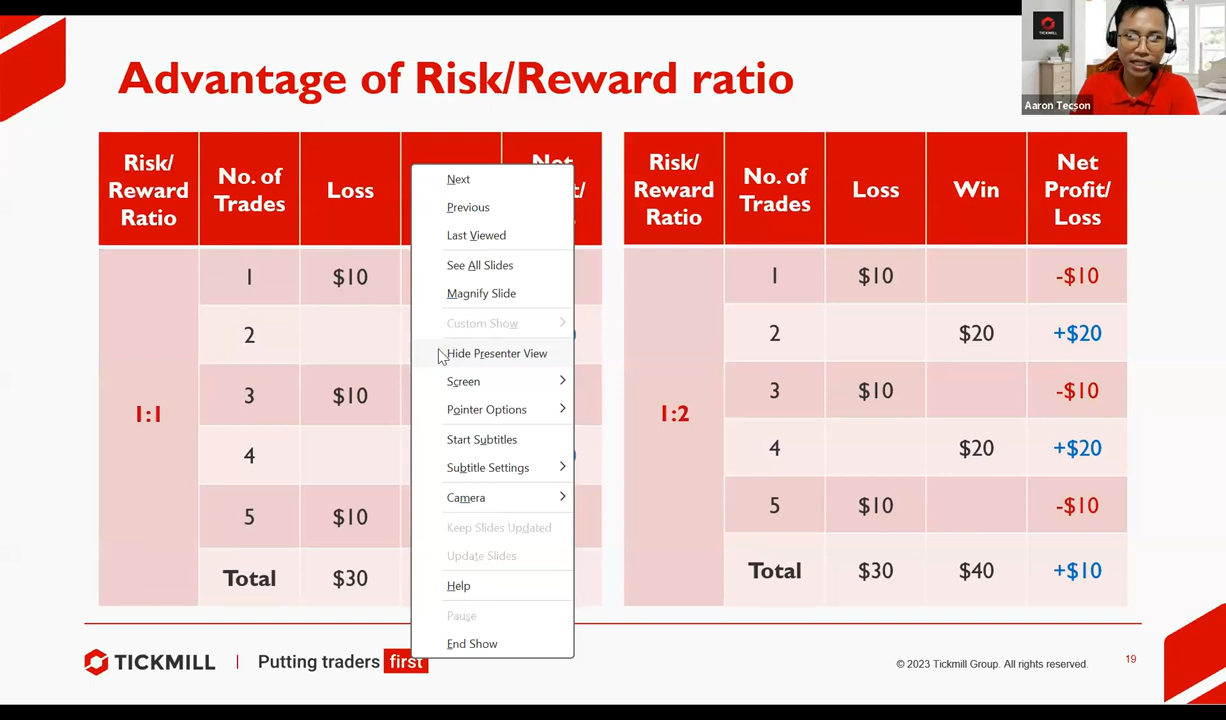 TICKMILL
Aaron Tecson
Advantage of Risk/Reward ratio
Risk/
Reward
Ratio
No. of
Trades
Loss
Net
1:1
1
$10
2
3
$10
4
5
$10
Total
$30
Next
Previous
Last Viewed
See All Slides
Magnify Slide
Custom Show
Hide Presenter View
Screen
Pointer Options
Start Subtitles
Subtitle Settings
Camera
Keep Slides Updated
Update Slides
Help
Pause
End Show
Risk/
Reward
Ratio
No. of
Trades
Loss
Win
Net
Profit/
Loss
1:2
1 $10 -$10
2 $20 +$20
3 $10 -$10
4 $20 +$20
5 $10 -$10
Total $30 $40 +$10
TICKMILL | Putting traders first
© 2023 Tickmill Group. All rights reserved.
19